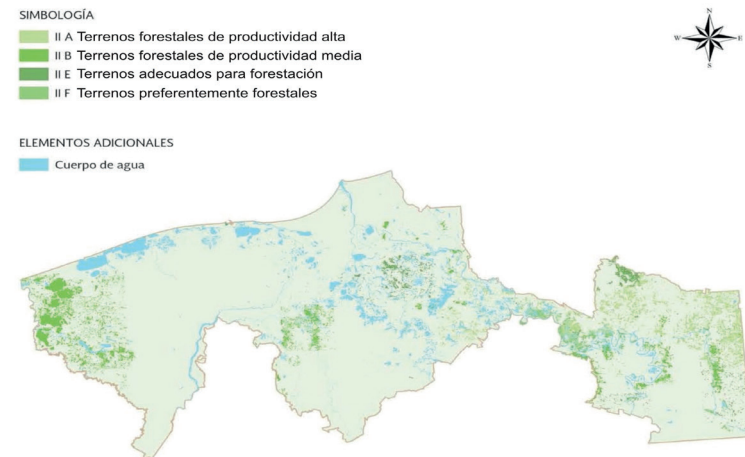 SIMBOLOGÍA
II A Terrenos forestales de productividad alta
II B Terrenos forestales de productividad media
II E Terrenos adecuados para forestación
II F Terrenos preferentemente forestales
ELEMENTOS ADICIONALES
Cuerpo de agua
N
W E
S